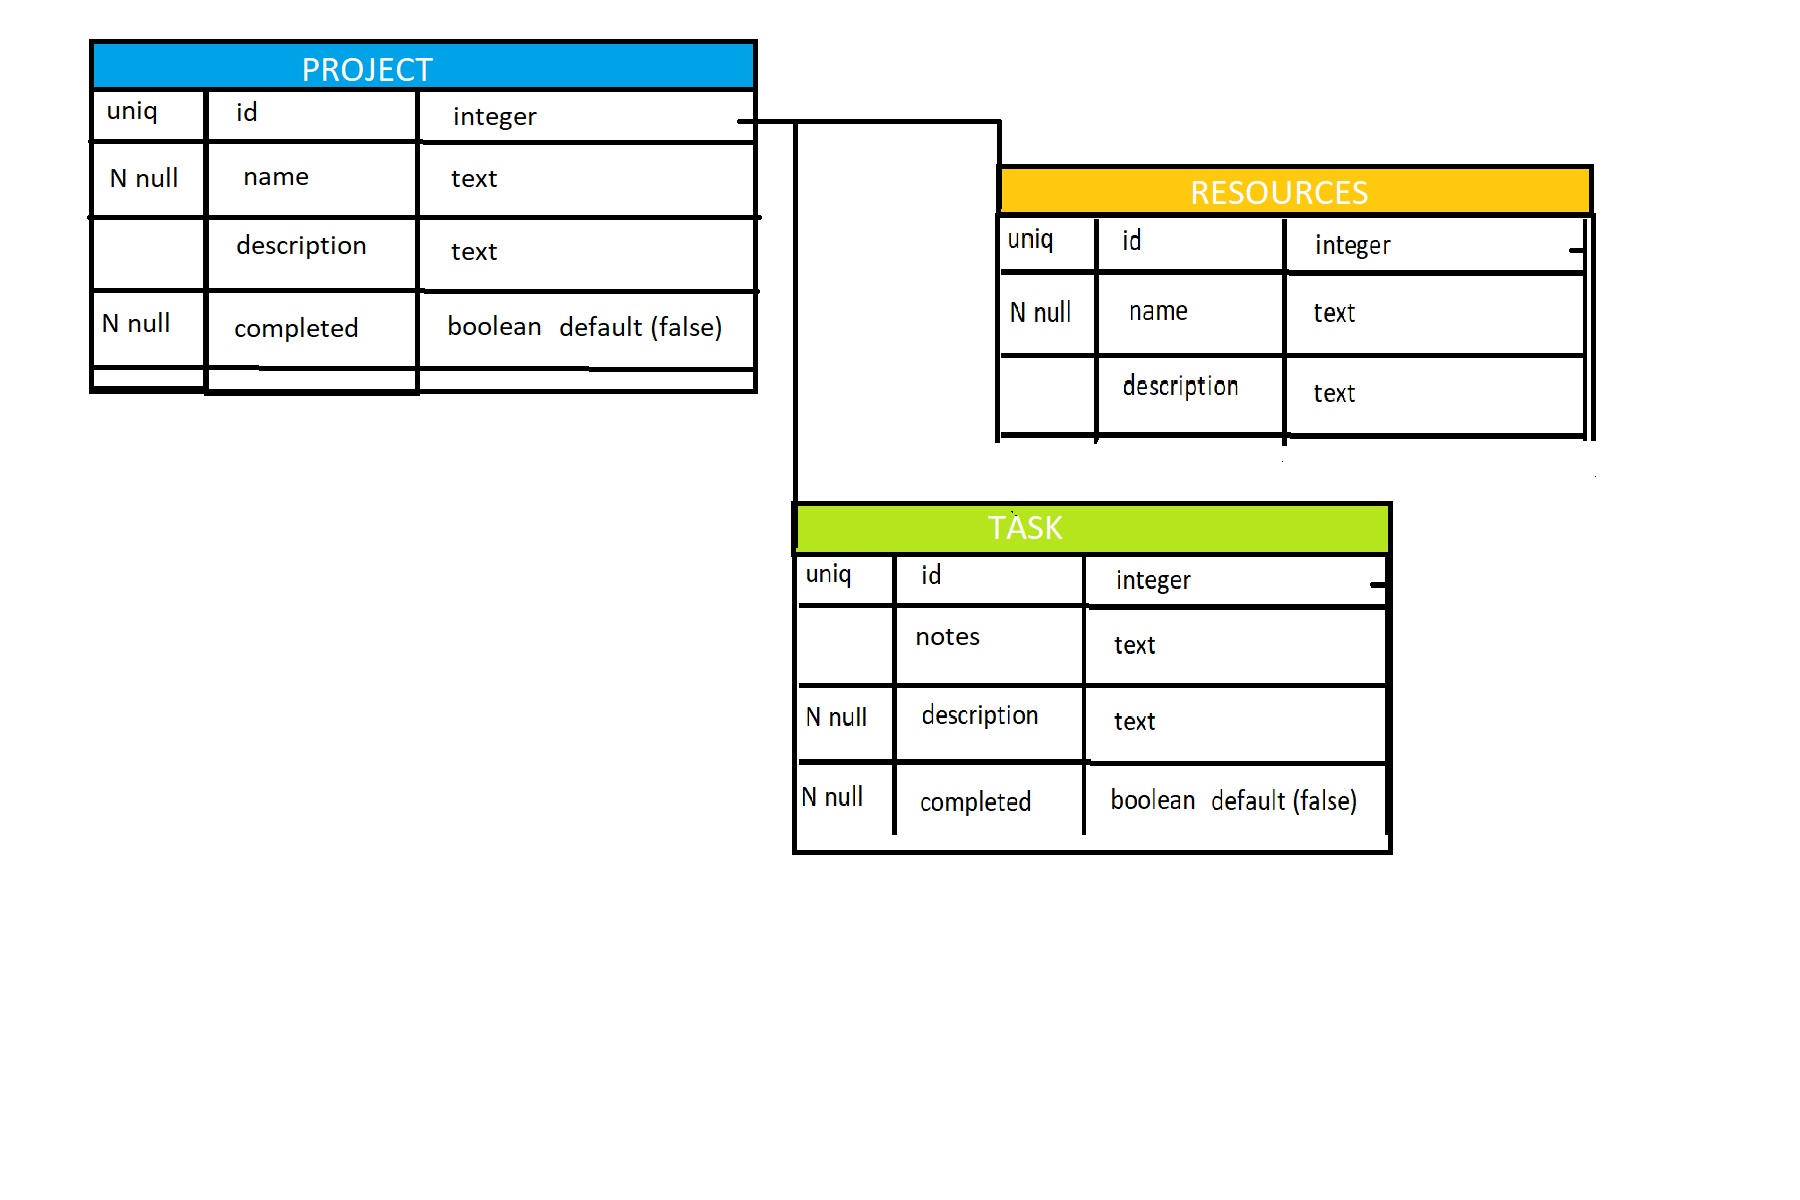 PROJECT
uniq id integer
N null name text
description text
N null completed boolean default (false)
RESOURCES
uniq id integer
N null name text
description text
TASK
uniq id integer
notes text
N null description text
N null completed boolean default (false)